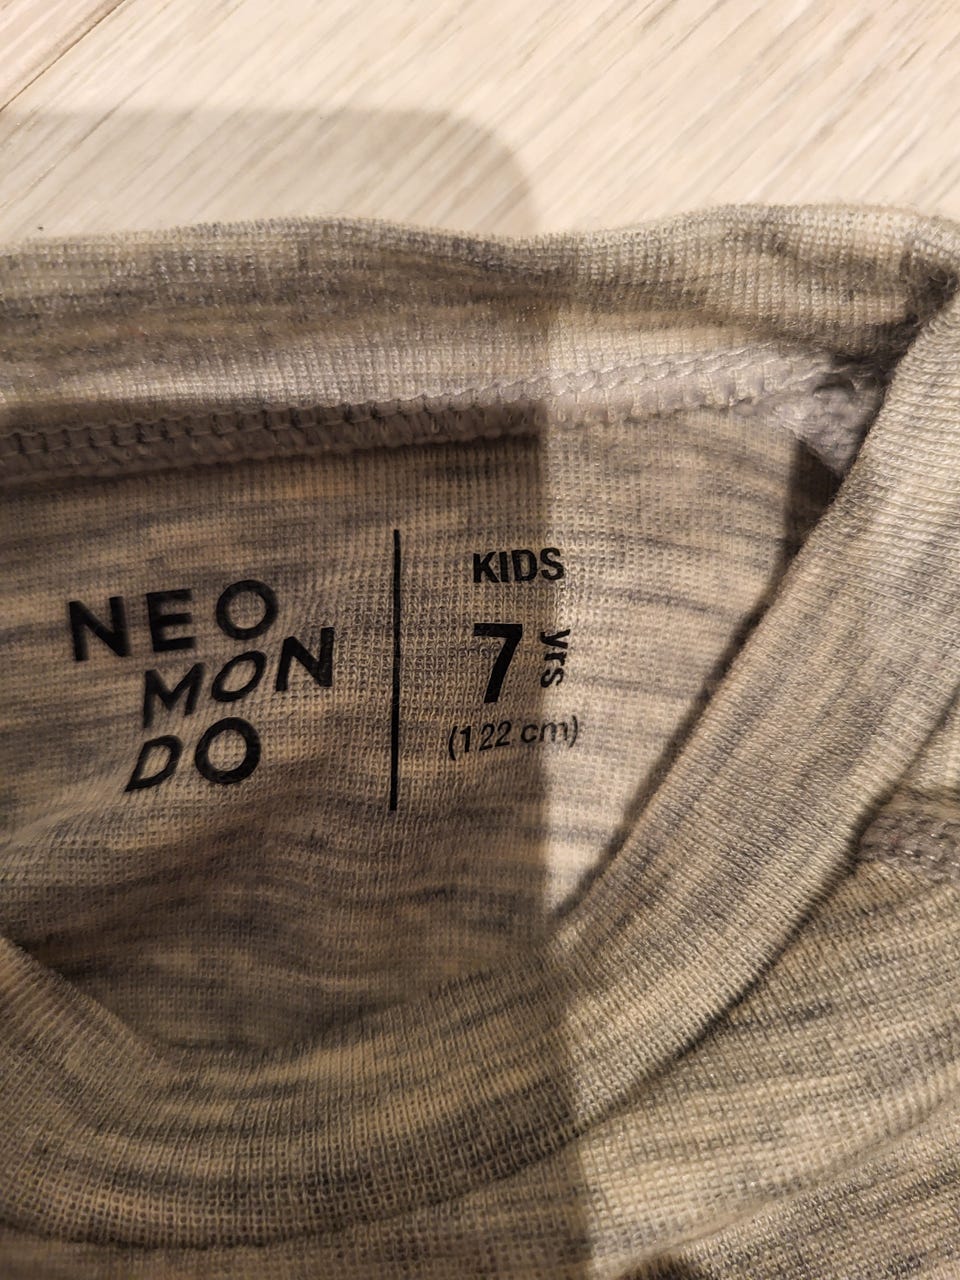 NEO
MON
DO
KIDS
7 yrs
(122 cm)